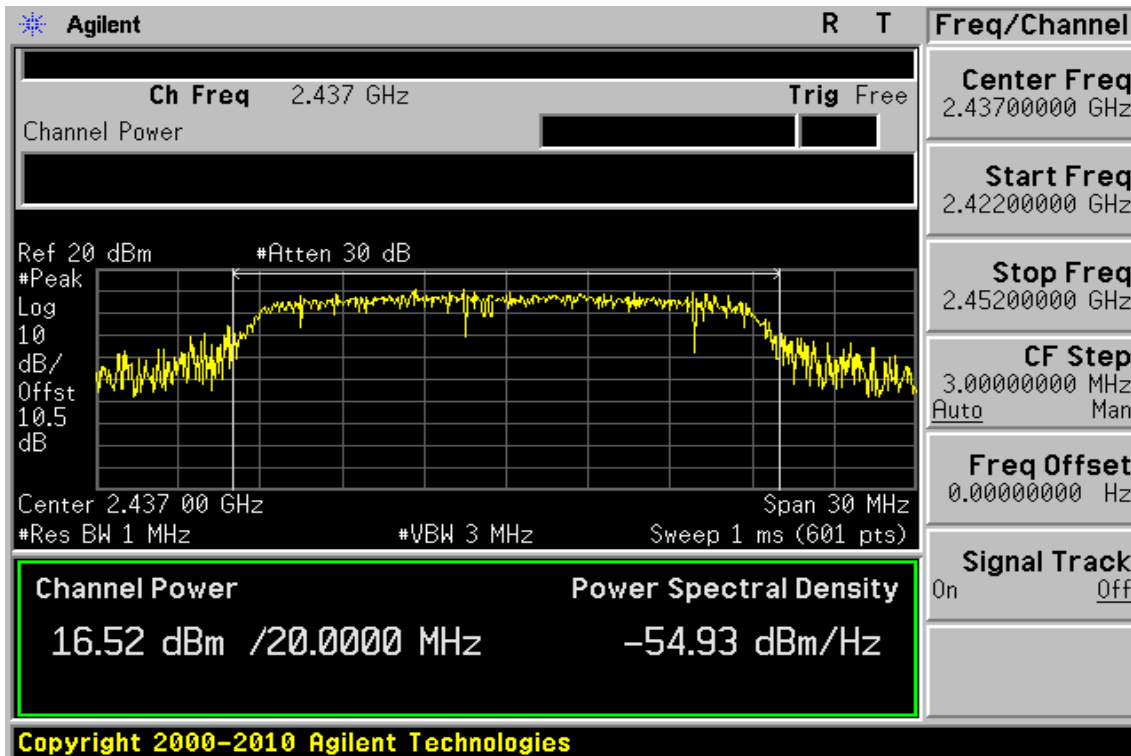 Agilent R T Freq/Channel
Ch Freq 2.437 GHz Trig Free
Channel Power
Center Freq
2.43700000 GHz
Start Freq
2.42200000 GHz
Stop Freq
2.45200000 GHz
CF Step
3.00000000 MHz
Auto Man
Freq Offset
0.00000000 Hz
Signal Track
On Off
Ref 20 dBm #Atten 30 dB
#Peak
Log
10
dB/
Offst
10.5
dB
Center 2.437 00 GHz Span 30 MHz
#Res BW 1 MHz #VBW 3 MHz Sweep 1 ms (601 pts)
Channel Power Power Spectral Density
16.52 dBm /20.0000 MHz -54.93 dBm/Hz
Copyright 2000-2010 Agilent Technologies